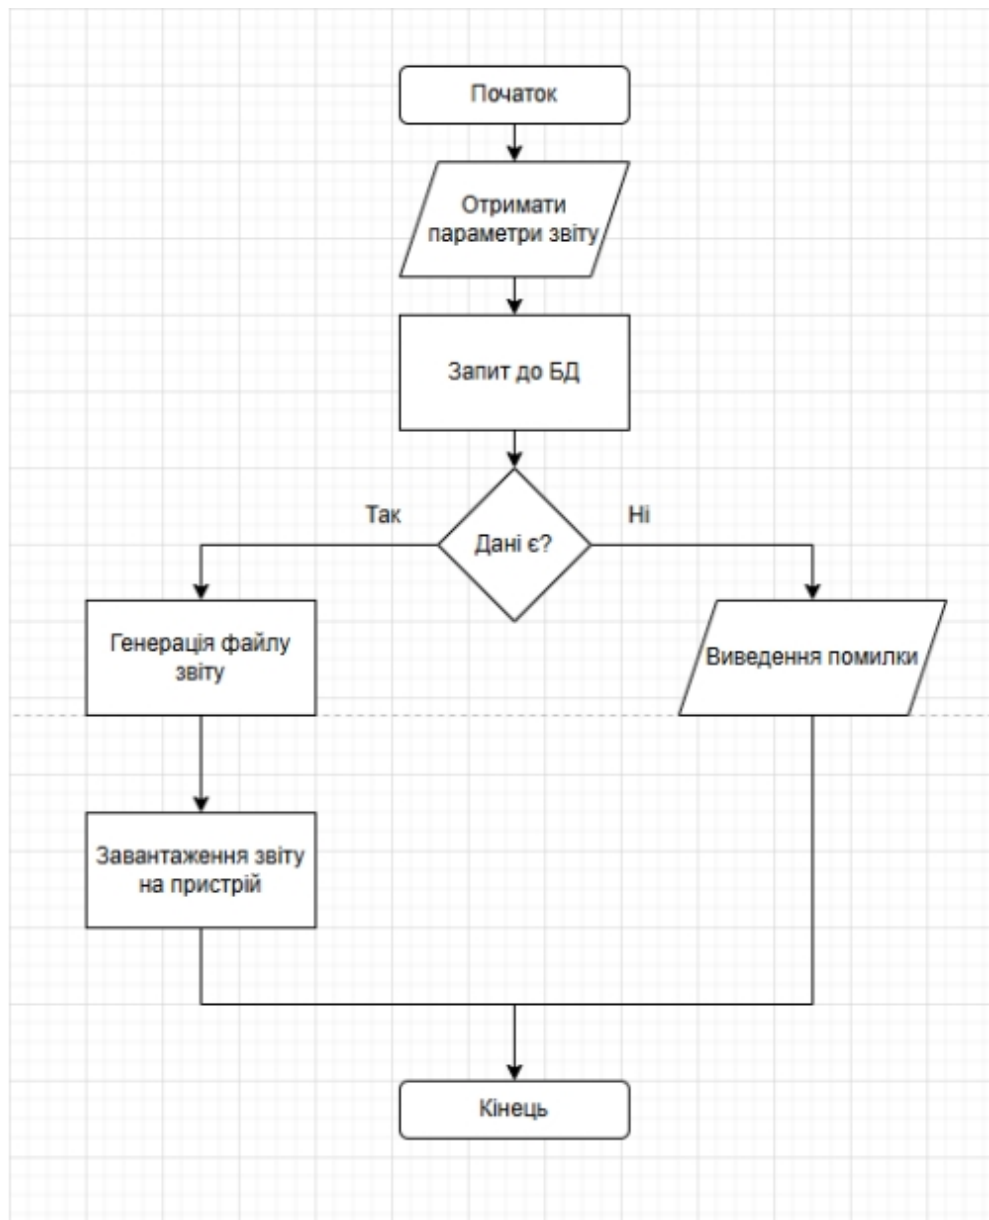 Початок
Отримати
параметри звіту
Запит до БД
Так
Ні
Дані є?
Генерація файлу
звіту
Виведення помилки
Завантаження звіту
на пристрій
Кінець